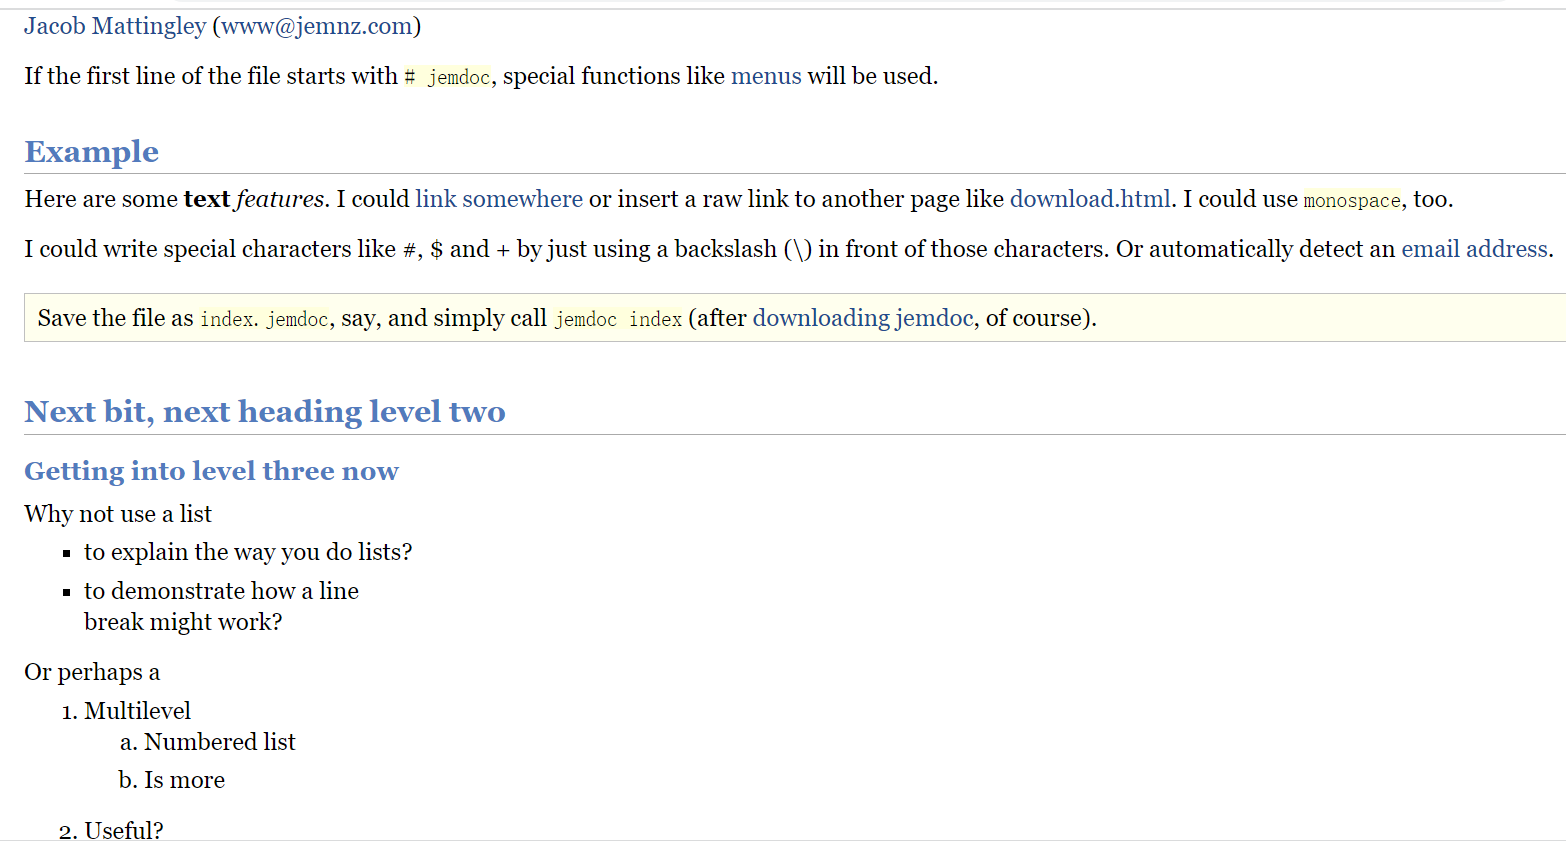 Jacob Mattingley (www@jemnz.com)
If the first line of the file starts with # jemdoc, special functions like menus will be used.
Example
Here are some text features. I could link somewhere or insert a raw link to another page like download.html. I could use monospace, too.
I could write special characters like #, $ and + by just using a backslash (\) in front of those characters. Or automatically detect an email address.
Save the file as index.jemdoc, say, and simply call jemdoc index (after downloading jemdoc, of course).
Next bit, next heading level two
Getting into level three now
Why not use a list
▪ to explain the way you do lists?
▪ to demonstrate how a line
break might work?
Or perhaps a
1. Multilevel
a. Numbered list
b. Is more
2. Useful?